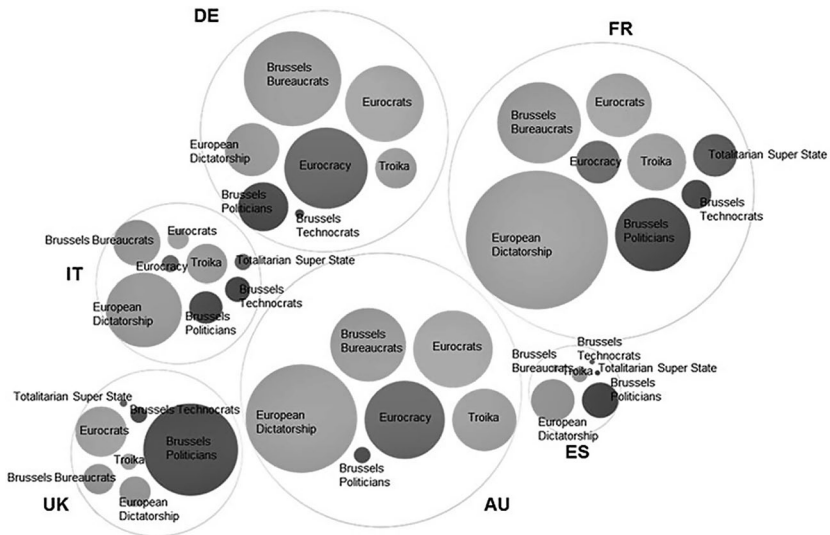 DE
Brussels
Bureaucrats
Eurocrats
European
Dictatorship
Eurocracy
Troika
Brussels
Politicians
Brussels
Technocrats
FR
Brussels
Bureaucrats
Eurocrats
Eurocracy
Troika
Totalitarian Super State
Brussels
Technocrats
European
Dictatorship
Brussels
Politicians
IT
Brussels Bureaucrats
Eurocrats
Eurocracy
Troika
Totalitarian Super State
European
Dictatorship
Brussels
Politicians
Brussels
Technocrats
AU
Brussels
Bureaucrats
Eurocrats
European
Dictatorship
Eurocracy
Troika
Brussels
Politicians
ES
Brussels
Technocrats
Brussels
Bureaucrats
Troika
Totalitarian Super State
Brussels
Politicians
European
Dictatorship
UK
Totalitarian Super State
Brussels Technocrats
Eurocrats
Brussels
Politicians
Troika
Brussels Bureaucrats
European
Dictatorship